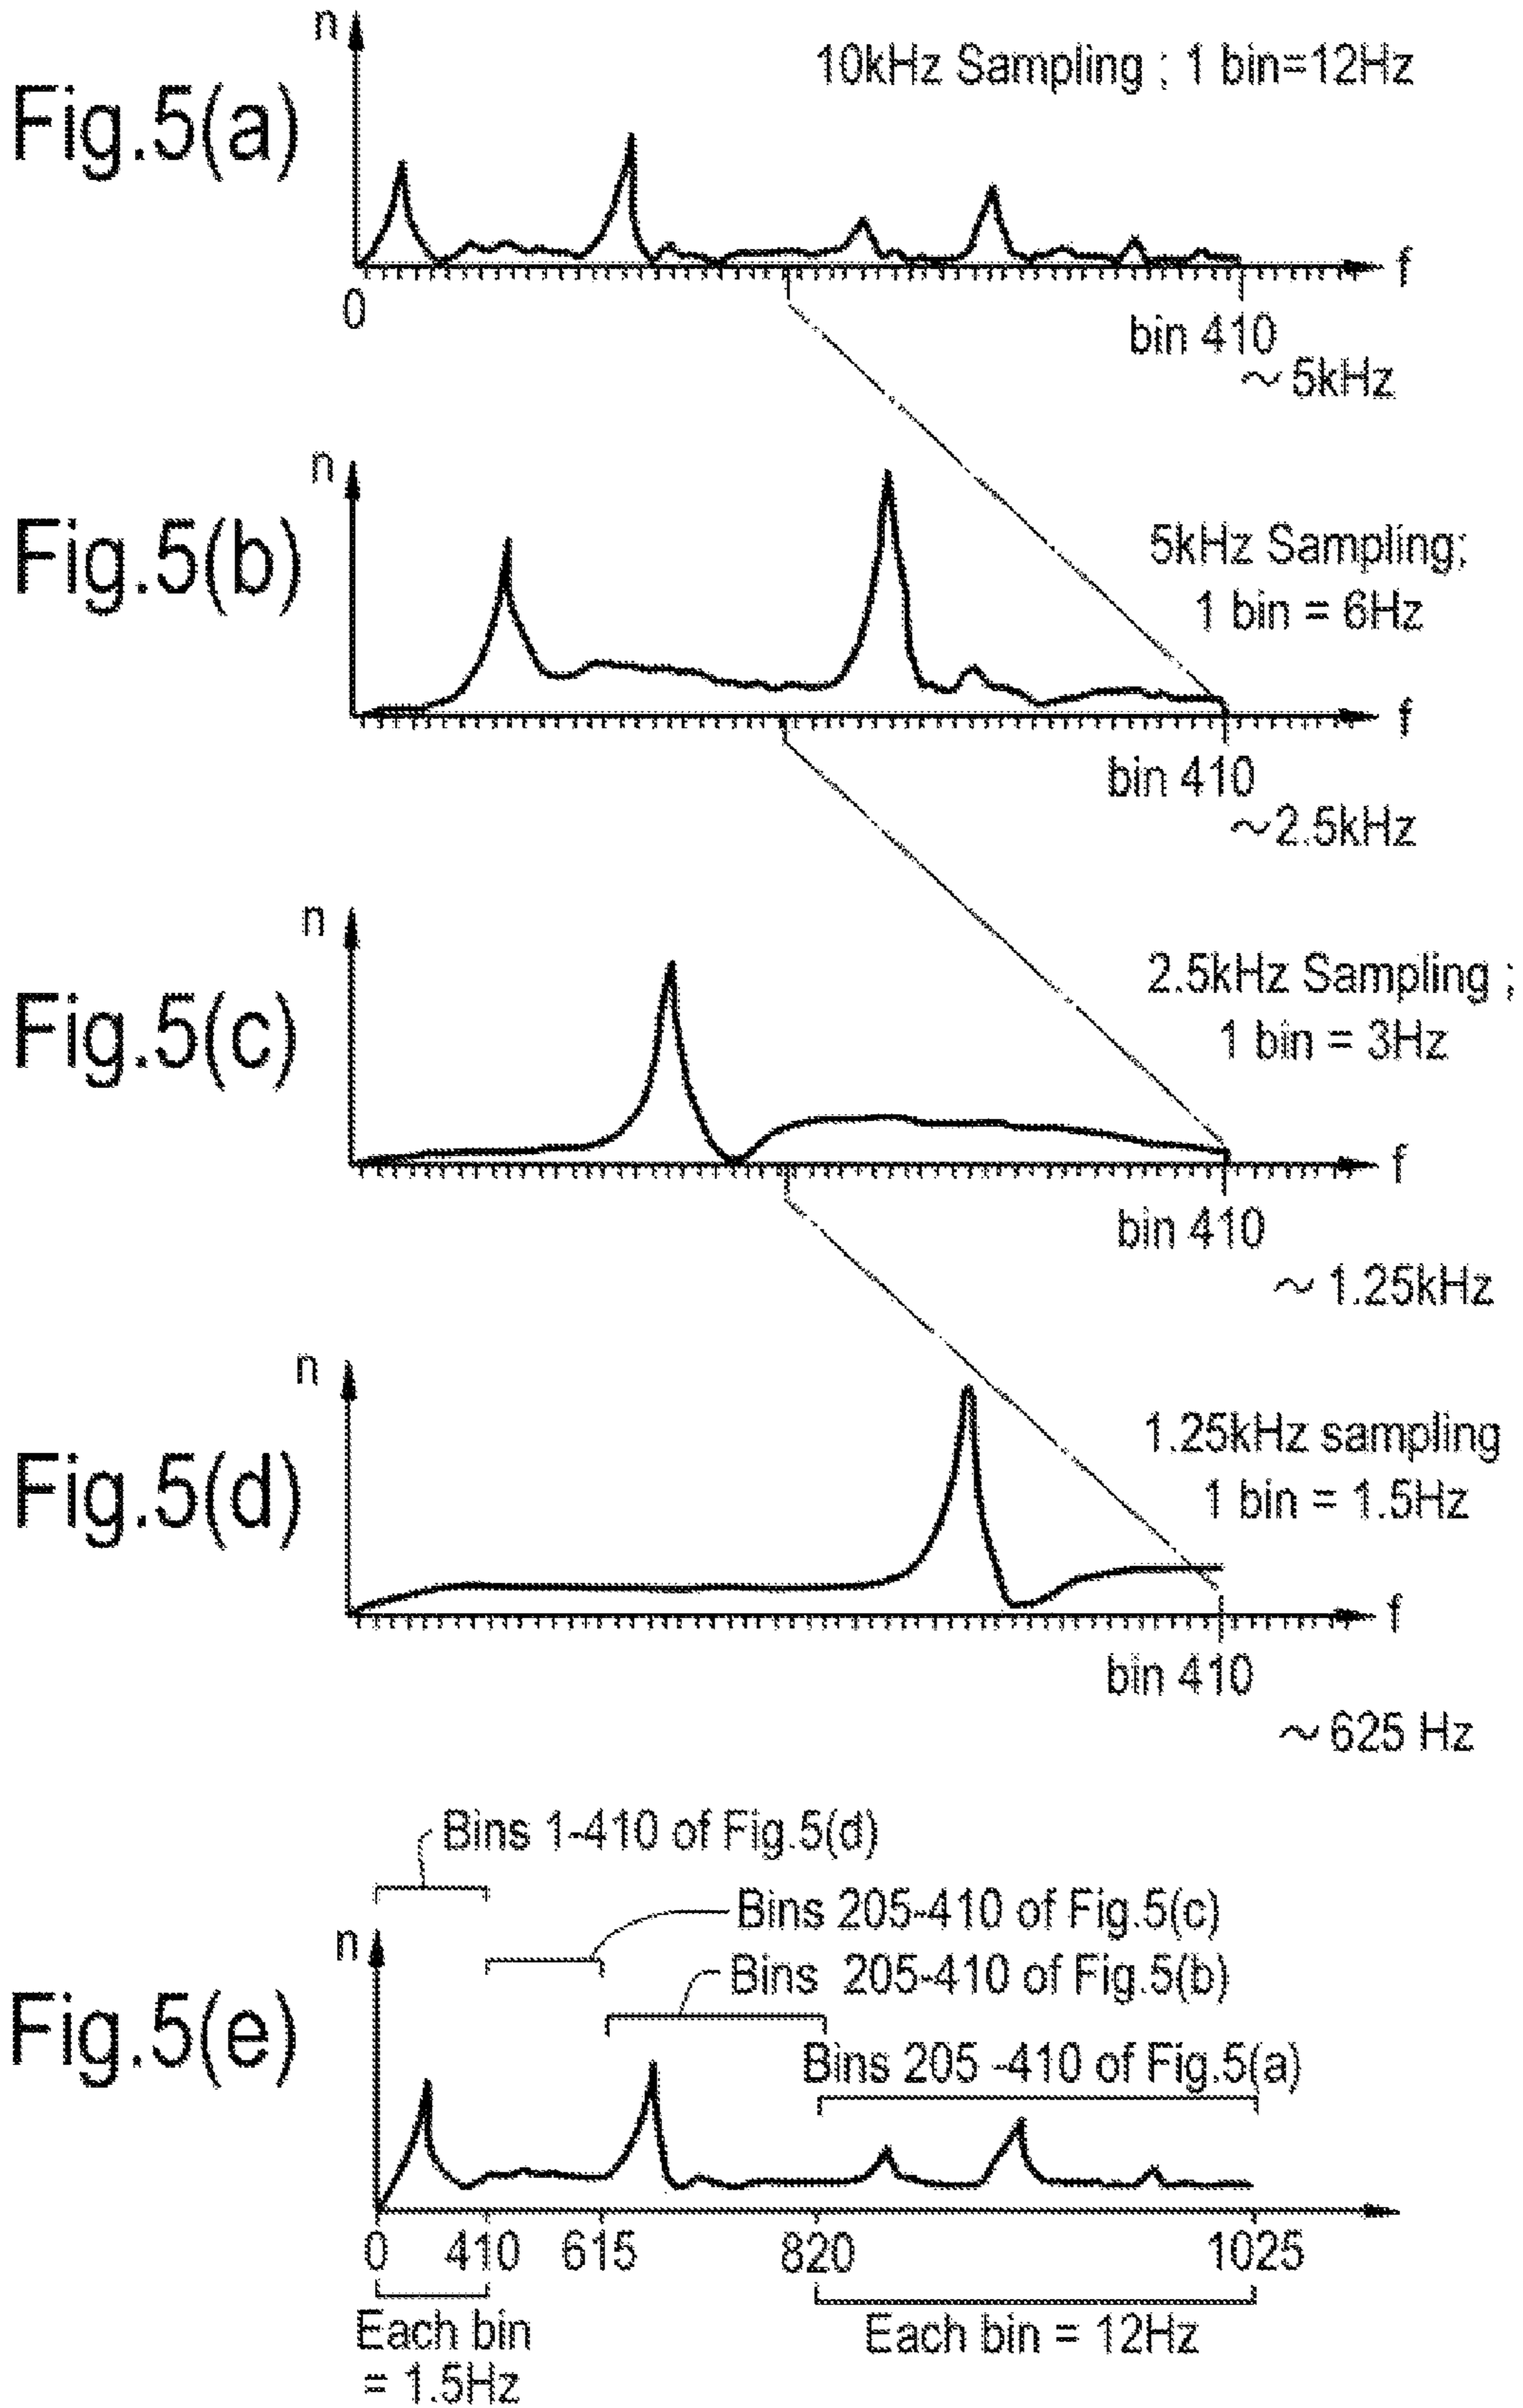 n
10kHz Sampling ; 1 bin=12Hz
Fig.5(a)
f
0
bin 410
~ 5kHz
n
Fig.5(b)
5kHz Sampling;
1 bin = 6Hz
f
bin 410
~2.5kHz
n
Fig.5(c)
2.5kHz Sampling ;
1 bin = 3Hz
f
bin 410
~ 1.25kHz
n
Fig.5(d)
1.25kHz sampling
1 bin = 1.5Hz
f
bin 410
~ 625 Hz
Bins 1-410 of Fig.5(d)
Bins 205-410 of Fig.5(c)
n
Bins 205-410 of Fig.5(b)
Fig.5(e)
Bins 205 -410 of Fig.5(a)
0 410 615 820 1025
Each bin
= 1.5Hz
Each bin = 12Hz